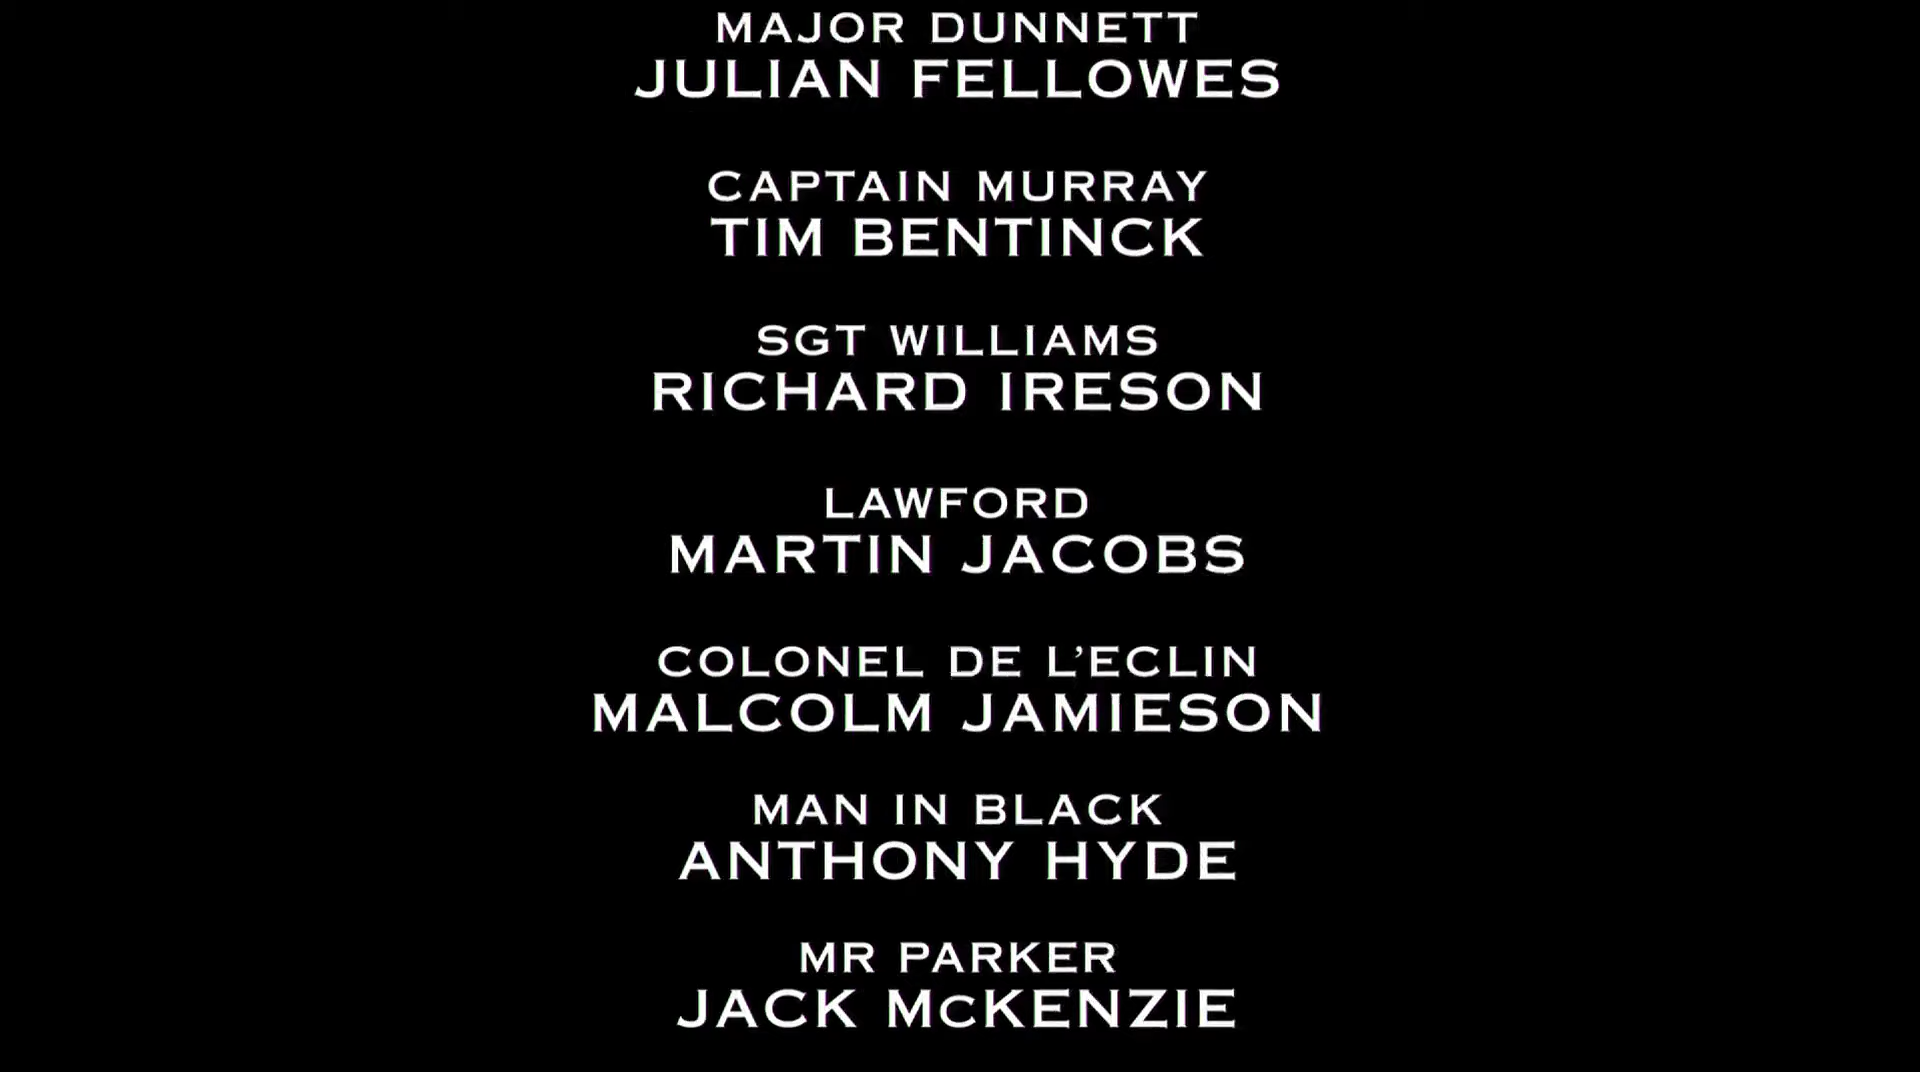 MAJOR DUNNETT
JULIAN FELLOWES
CAPTAIN MURRAY
TIM BENTINCK
SGT WILLIAMS
RICHARD IRESON
LAWFORD
MARTIN JACOBS
COLONEL DE L'ECLIN
MALCOLM JAMIESON
MAN IN BLACK
ANTHONY HYDE
MR PARKER
JACK McKENZIE